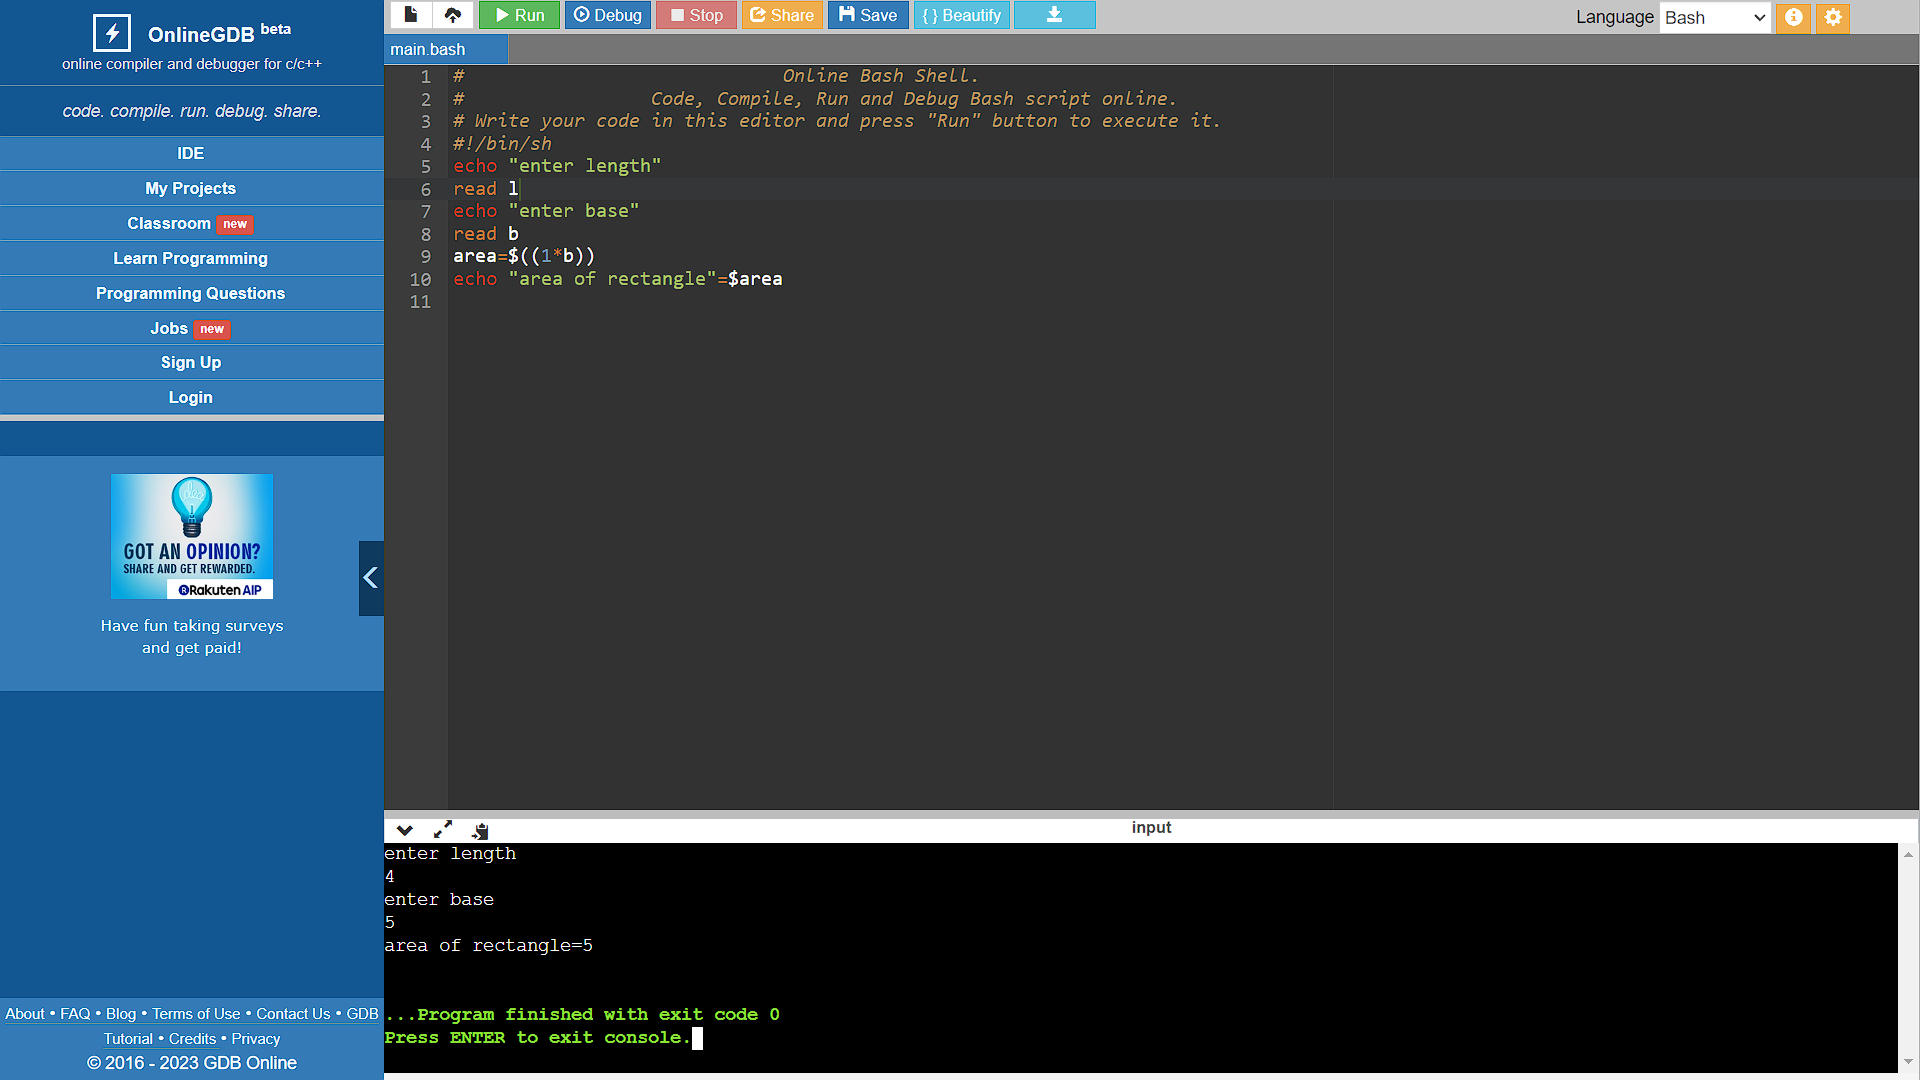 OnlineGDB beta
online compiler and debugger for c/c++
code. compile. run. debug. share.
IDE
My Projects
Classroom new
Learn Programming
Programming Questions
Jobs new
Sign Up
Login
idea
GOT AN OPINION?
SHARE AND GET REWARDED.
Rakuten AIP
Have fun taking surveys
and get paid!
About • FAQ • Blog • Terms of Use • Contact Us • GDB
Tutorial • Credits • Privacy
© 2016 - 2023 GDB Online
Run Debug Stop Share Save { } Beautify
Language Bash
main.bash
1 # Online Bash Shell.
2 # Code, Compile, Run and Debug Bash script online.
3 # Write your code in this editor and press "Run" button to execute it.
4 #!/bin/sh
5 echo "enter length"
6 read l
7 echo "enter base"
8 read b
9 area=$((1*b))
10 echo "area of rectangle"=$area
11
input
enter length
4
enter base
5
area of rectangle=5
...Program finished with exit code 0
Press ENTER to exit console.